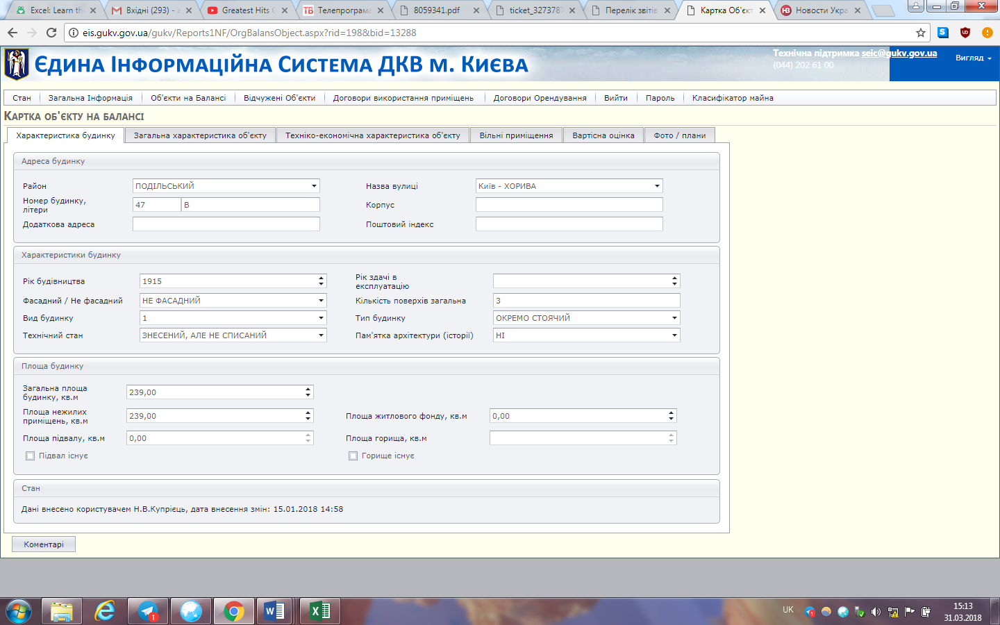 Excel: Learn th
Вхідні (293) - a
Greatest Hits G
Телепрограма
8059341.pdf
ticket_3273787
Перелік звітів
Картка Об'єкт
Новости Укра
eis.gukv.gov.ua/gukv/Reports1NF/OrgBalansObject.aspx?rid=198&bid=13288
Єдина Інформаційна Система ДКВ м. Києва
Технічна підтримка seic@gukv.gov.ua
(044) 202 61 00
Вигляд
Стан Загальна Інформація Об'єкти на Балансі Відчужені Об'єкти Договори використання приміщень Договори Орендування Вийти Пароль Класифікатор майна
Картка об'єкту на балансі
Характеристика будинку Загальна характеристика об'єкту Техніко-економічна характеристика об'єкту Вільні приміщення Вартісна оцінка Фото / плани
Адреса будинку
Район ПОДІЛЬСЬКИЙ Назва вулиці Київ - ХОРИВА
Номер будинку,
літери 47 В Корпус
Додаткова адреса Поштовий індекс
Характеристики будинку
Рік будівництва 1915 Рік здачі в
експлуатацію
Фасадний / Не фасадний НЕ ФАСАДНИЙ Кількість поверхів загальна 3
Вид будинку 1 Тип будинку ОКРЕМО СТОЯЧИЙ
Технічний стан ЗНЕСЕНИЙ, АЛЕ НЕ СПИСАНИЙ Пам'ятка архітектури (історії) НІ
Площа будинку
Загальна площа
будинку, кв.м 239,00
Площа нежилих
приміщень, кв.м 239,00 Площа житлового фонду, кв.м 0,00
Площа підвалу, кв.м 0,00 Площа горища, кв.м
Підвал існує Горище існує
Стан
Дані внесено користувачем Н.В.Купрієць, дата внесення змін: 15.01.2018 14:58
Коментарі
UK
15:13
31.03.2018